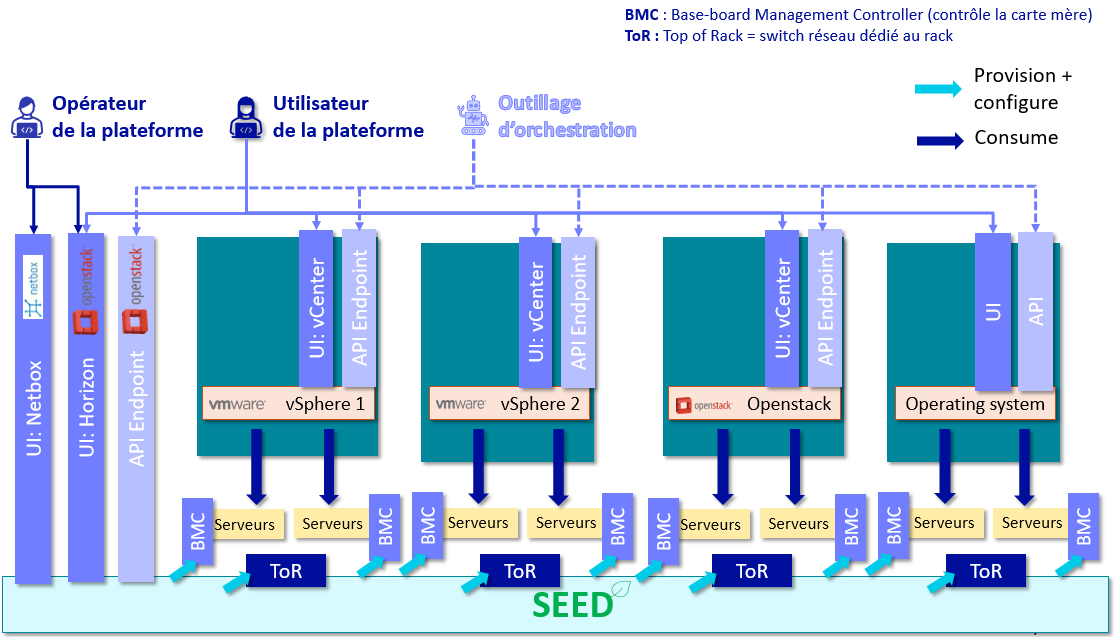 BMC : Base-board Management Controller (contrôle la carte mère)
ToR : Top of Rack = switch réseau dédié au rack
Provision +
configure
Consume
Opérateur
de la plateforme
Utilisateur
de la plateforme
Outillage
d'orchestration
netbox
UI: Netbox
openstack
UI: Horizon
openstack
API Endpoint
UI: vCenter
API Endpoint
vmware vSphere 1
UI: vCenter
API Endpoint
vmware vSphere 2
UI: vCenter
API Endpoint
openstack Openstack
UI
API
Operating system
BMC
Serveurs
Serveurs
BMC
BMC
Serveurs
Serveurs
BMC
BMC
Serveurs
Serveurs
BMC
BMC
Serveurs
Serveurs
BMC
ToR
ToR
ToR
ToR
SEED